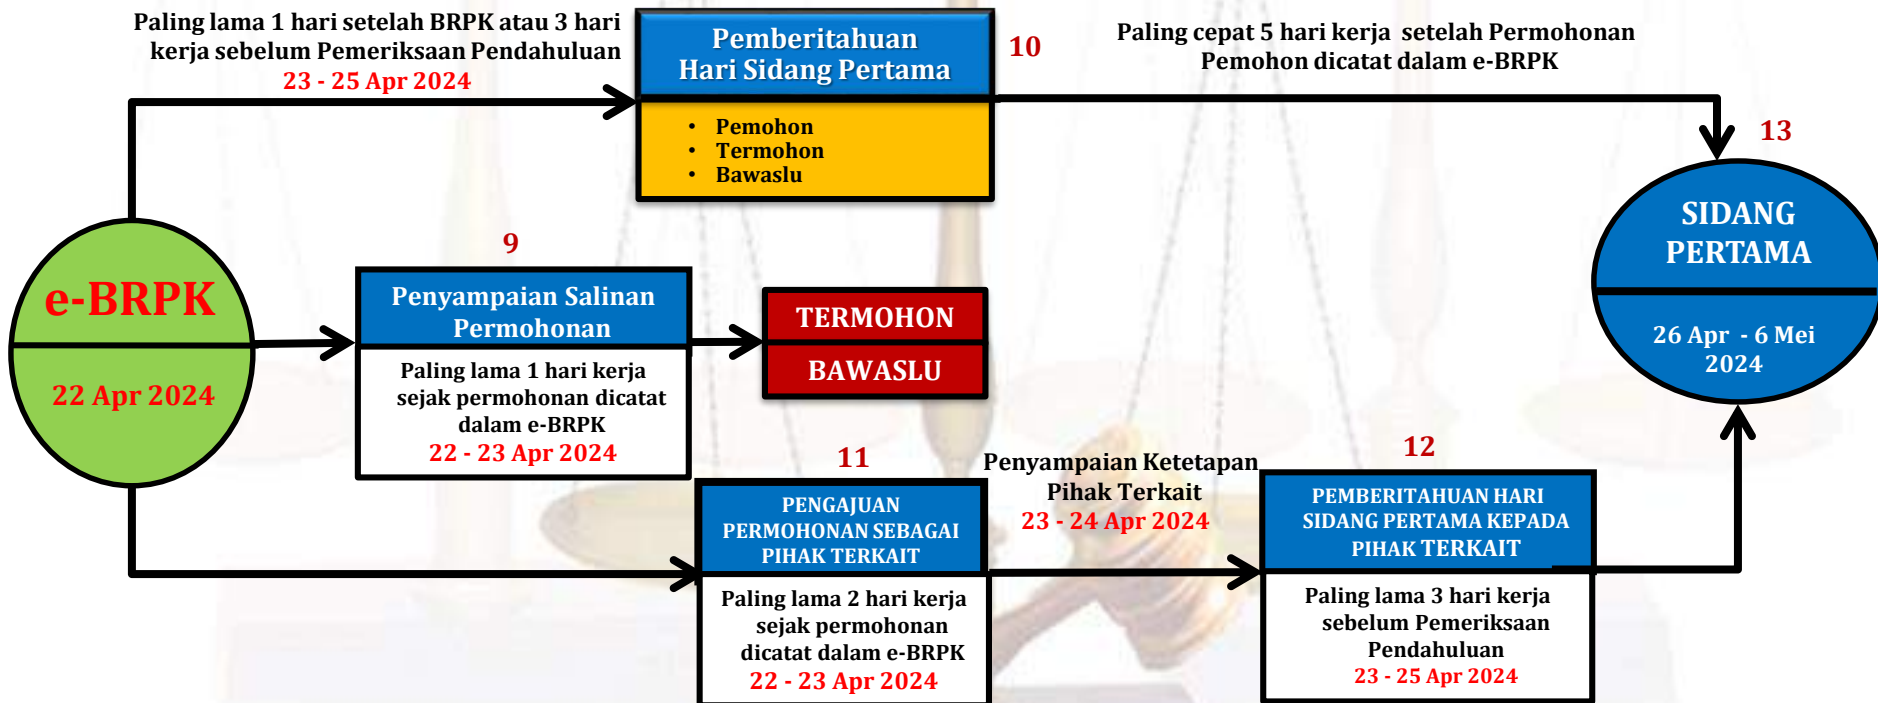 Paling lama 1 hari setelah BRPK atau 3 hari
kerja sebelum Pemeriksaan Pendahuluan
23 - 25 Apr 2024
Pemberitahuan
Hari Sidang Pertama
• Pemohon
• Termohon
• Bawaslu
10
Paling cepat 5 hari kerja setelah Permohonan
Pemohon dicatat dalam e-BRPK
13
SIDANG
PERTAMA
26 Apr - 6 Mei
2024
e-BRPK
22 Apr 2024
9
Penyampaian Salinan
Permohonan
Paling lama 1 hari kerja
sejak permohonan dicatat
dalam e-BRPK
22 - 23 Apr 2024
TERMOHON
BAWASLU
11
PENGAJUAN
PERMOHONAN SEBAGAI
PIHAK TERKAIT
Paling lama 2 hari kerja
sejak permohonan
dicatat dalam e-BRPK
22 - 23 Apr 2024
Penyampaian Ketetapan
Pihak Terkait
23 - 24 Apr 2024
12
PEMBERITAHUAN HARI
SIDANG PERTAMA KEPADA
PIHAK TERKAIT
Paling lama 3 hari kerja
sebelum Pemeriksaan
Pendahuluan
23 - 25 Apr 2024